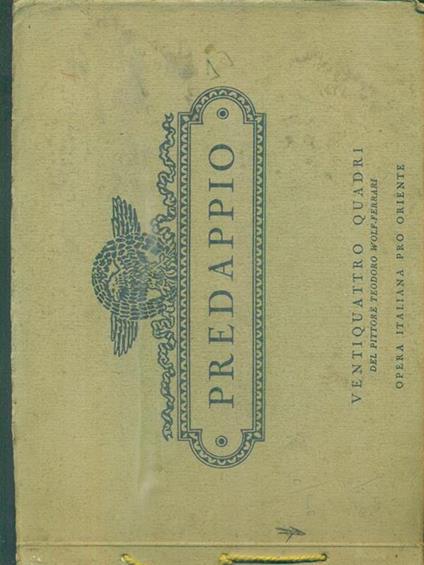 PREDAPPIO
VENTIQUATTRO QUADRI
DEL PITTORE TEODORO WOLF-FERRARI
OPERA ITALIANA PRO ORIENTE